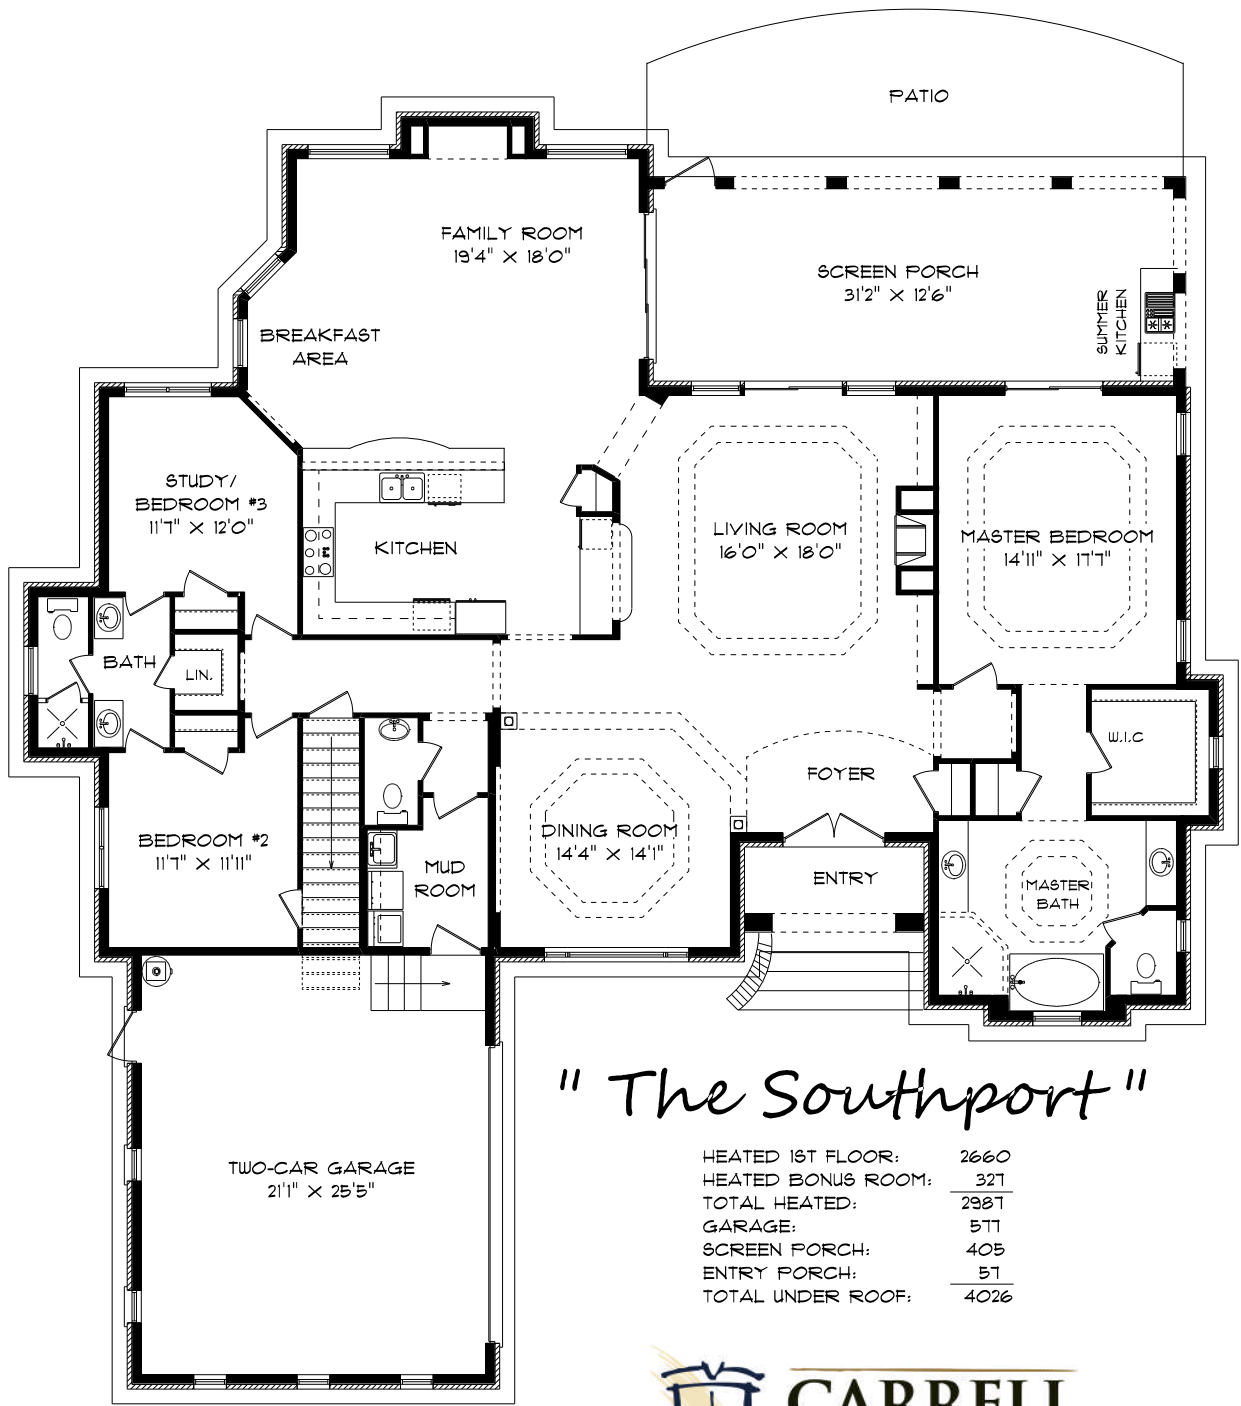 PATIO
FAMILY ROOM
19'4" X 18'0"
SCREEN PORCH
31'2" X 12'6"
SUMMER
KITCHEN
BREAKFAST
AREA
STUDY/
BEDROOM #3
11'7" X 12'0"
KITCHEN
LIVING ROOM
16'0" X 18'0"
MASTER BEDROOM
14'11" X 17'7"
BATH
LIN.
W.I.C
FOYER
BEDROOM #2
11'7" X 11'11"
MUD
ROOM
DINING ROOM
14'4" X 14'1"
ENTRY
MASTER
BATH
" The Southport "
TWO-CAR GARAGE
21'1" X 25'5"
HEATED 1ST FLOOR: 2660
HEATED BONUS ROOM: 327
TOTAL HEATED: 2987
GARAGE: 577
SCREEN PORCH: 405
ENTRY PORCH: 57
TOTAL UNDER ROOF: 4026